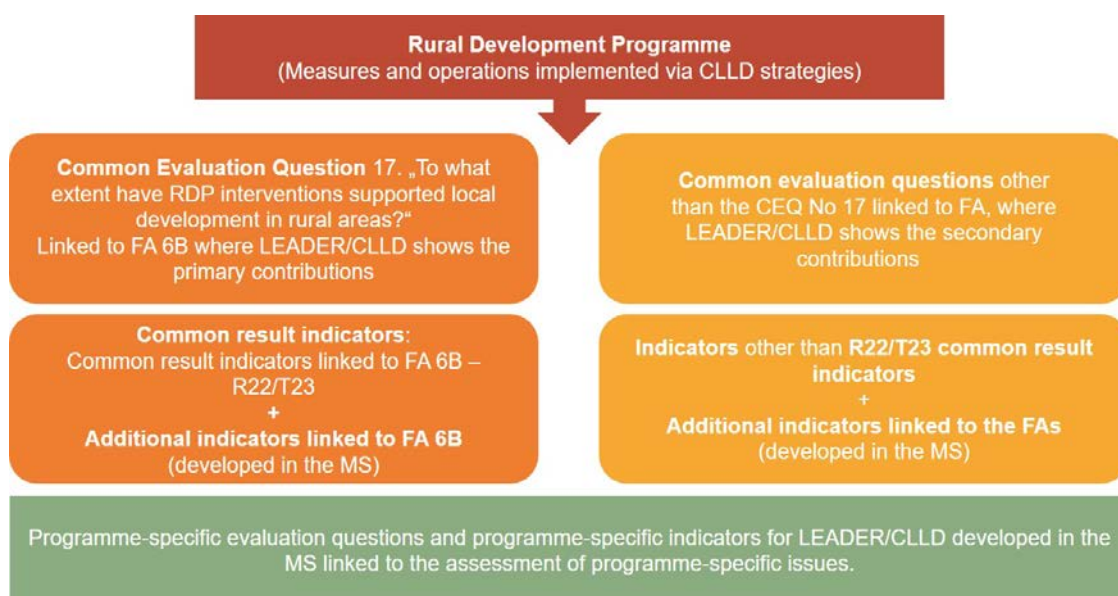 Rural Development Programme
(Measures and operations implemented via CLLD strategies)
Common Evaluation Question 17. „To what
extent have RDP interventions supported local
development in rural areas?“
Linked to FA 6B where LEADER/CLLD shows the
primary contributions
Common evaluation questions other
than the CEQ No 17 linked to FA, where
LEADER/CLLD shows the secondary
contributions
Common result indicators:
Common result indicators linked to FA 6B –
R22/T23
+
Additional indicators linked to FA 6B
(developed in the MS)
Indicators other than R22/T23 common result
indicators
+
Additional indicators linked to the FAs
(developed in the MS)
Programme-specific evaluation questions and programme-specific indicators for LEADER/CLLD developed in the
MS linked to the assessment of programme-specific issues.